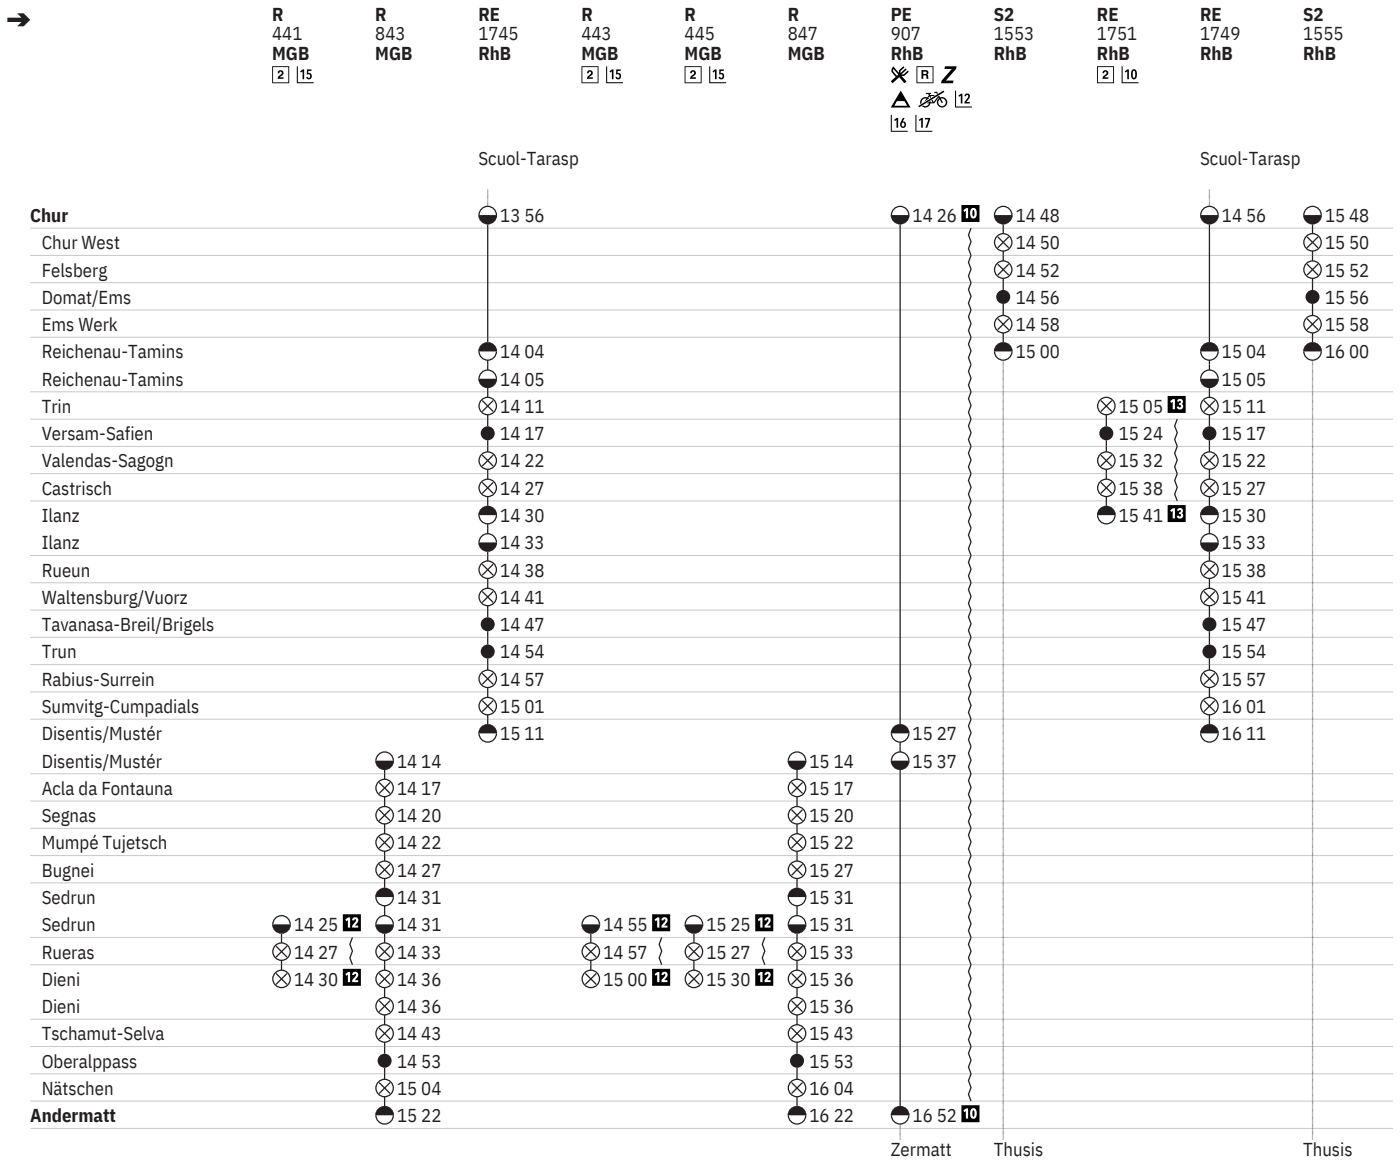 ➔ R R RE R R R PE S2 RE RE S2
441 843 1745 443 445 847 907 1553 1751 1749 1555
MGB MGB RhB MGB MGB MGB RhB RhB RhB RhB RhB
2 15 2 15 2 15 R Z 2 10
12
16 17
Scuol-Tarasp Scuol-Tarasp
Chur 13 56 14 26 10 14 48 14 56 15 48
Chur West 14 50 15 50
Felsberg 14 52 15 52
Domat/Ems 14 56 15 56
Ems Werk 14 58 15 58
Reichenau-Tamins 14 04 15 00 15 04 16 00
Reichenau-Tamins 14 05 15 05
Trin 14 11 15 05 13 15 11
Versam-Safien 14 17 15 24 15 17
Valendas-Sagogn 14 22 15 32 15 22
Castrisch 14 27 15 38 15 27
Ilanz 14 30 15 41 13 15 30
Ilanz 14 33 15 33
Rueun 14 38 15 38
Waltensburg/Vuorz 14 41 15 41
Tavanasa-Breil/Brigels 14 47 15 47
Trun 14 54 15 54
Rabius-Surrein 14 57 15 57
Sumvitg-Cumpadials 15 01 16 01
Disentis/Mustér 15 11 15 27 16 11
Disentis/Mustér 14 14 15 14 15 37
Acla da Fontauna 14 17 15 17
Segnas 14 20 15 20
Mumpé Tujetsch 14 22 15 22
Bugnei 14 27 15 27
Sedrun 14 31 15 31
Sedrun 14 25 12 14 31 14 55 12 15 25 12 15 31
Rueras 14 27 14 33 14 57 15 27 15 33
Dieni 14 30 12 14 36 15 00 12 15 30 12 15 36
Dieni 14 36 15 36
Tschamut-Selva 14 43 15 43
Oberalppass 14 53 15 53
Nätschen 15 04 16 04
Andermatt 15 22 16 22 16 52 10
Zermatt Thusis Thusis